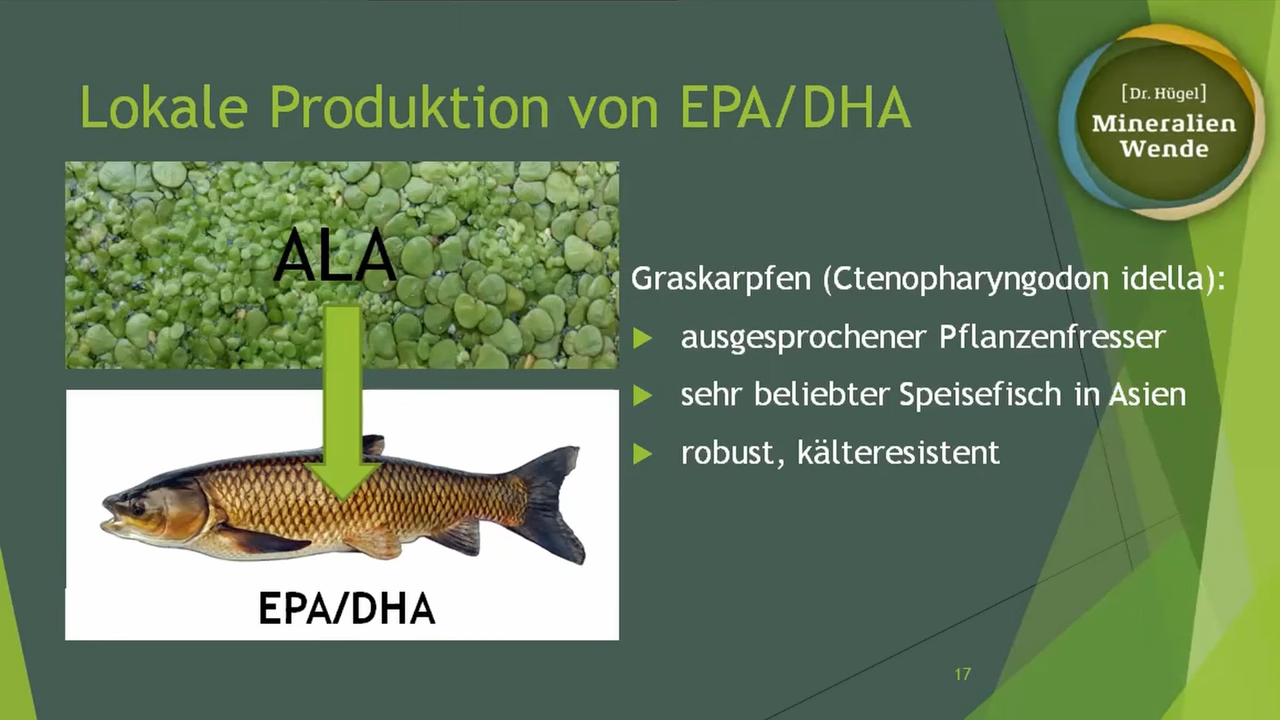 Lokale Produktion von EPA/DHA
[Dr. Hügel]
Mineralien
Wende
ALA
EPA/DHA
Graskarpfen (Ctenopharyngodon idella):
ausgesprochener Pflanzenfresser
sehr beliebter Speisefisch in Asien
robust, kälteresistent
17